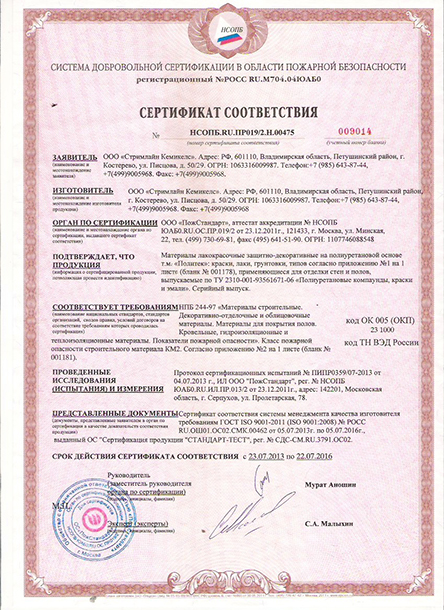 НСОПБ
СИСТЕМА ДОБРОВОЛЬНОЙ СЕРТИФИКАЦИИ В ОБЛАСТИ ПОЖАРНОЙ БЕЗОПАСНОСТИ
регистрационный №РОСС RU.М704.04ЮАБ0
СЕРТИФИКАТ СООТВЕТСТВИЯ
№ НСОПБ.RU.ПР019/2.Н.00475 009014
(номер сертификата соответствия) (учетный номер бланка)
ЗАЯВИТЕЛЬ ООО «Стримлайн Кемикелс». Адрес: РФ, 601110, Владимирская область, Петушинский район, г.
(наименование и местонахождение заявителя) Костерево, ул. Писцова, д. 50/29. ОГРН: 1063316009987. Телефон:+7 (985) 643-87-44,
+7(499)9005968. Факс: +7(499)9005968.
ИЗГОТОВИТЕЛЬ ООО «Стримлайн Кемикелс». Адрес: РФ, 601110, Владимирская область, Петушинский район,
(наименование и местонахождение изготовителя продукции) г. Костерево, ул. Писцова, д. 50/29. ОГРН: 1063316009987. Телефон:+7 (985) 643-87-44,
+7(499)9005968. Факс: +7(499)9005968
ОРГАН ПО СЕРТИФИКАЦИИ ООО «ПожСтандарт», аттестат аккредитации № НСОПБ
(наименование и местонахождение органа по сертификации, выдавшего сертификат соответствия) ЮАБ0.RU.ОС.ПР.019/2 от 23.12.2011г., 121433, г. Москва, ул. Минская,
22, тел. (499) 730-69-81, факс (495) 641-51-90. ОГРН: 1107746088548
ПОДТВЕРЖДАЕТ, ЧТО Материалы лакокрасочные защитно-декоративные на полиуретановой основе
ПРОДУКЦИЯ т.м. «Полатекс»: краски, лаки, грунтовки, типов согласно приложению №1 на 1
(информация о сертифицированной продукции, позволяющая провести идентификацию) листе (бланк № 001178), применяющиеся для отделки стен и полов,
выпускаемые по ТУ 2310-001-93561671-06 «Полиуретановые компаунды, краски
и эмали». Серийный выпуск.
СООТВЕТСТВУЕТ ТРЕБОВАНИЯМ НПБ 244-97 «Материалы строительные.
(наименование национальных стандартов, стандартов организаций, сводов правил, условий договоров на соответствие требованиям которых проводилась сертификация) Декоративно-отделочные и облицовочные
материалы. Материалы для покрытия полов. код ОК 005 (ОКП)
Кровельные, гидроизоляционные и 23 1000
теплоизоляционные материалы. Показатели пожарной опасности». Класс пожарной код ТН ВЭД России
опасности строительного материала КМ2. Согласно приложению №2 на 1 листе (бланк №
001181).
ПРОВЕДЕННЫЕ Протокол сертификационных испытаний № ПИПР0359/07-2013 от
ИССЛЕДОВАНИЯ 04.07.2013 г., ИЛ ООО "ПожСтандарт", рег. № НСОПБ
(ИСПЫТАНИЯ) И ИЗМЕРЕНИЯ ЮАБ0.RU.ИЛ.ПР.013/2 от 23.12.2011г., адрес: 142201, Московская
область, г. Серпухов, ул. Пролетарская, 78.
ПРЕДСТАВЛЕННЫЕ ДОКУМЕНТЫ Сертификат соответствия системы менеджмента качества изготовителя
(документы, представленные заявителем в орган по сертификации в качестве доказательств соответствия продукции) требованиям ГОСТ ISO 9001-2011 (ISO 9001:2008) № РОСС
RU.ОШ01.ОС02.СМК.00462 от 05.07.2013г. по 05.07.2016г.,
выданный ОС "Сертификации продукции "СТАНДАРТ-ТЕСТ", рег. № СДС-СМ.RU.3791.ОС02.
СРОК ДЕЙСТВИЯ СЕРТИФИКАТА СООТВЕТСТВИЯ с 23.07.2013 по 22.07.2016
Руководитель
(заместитель руководителя
органа по сертификации) Мурат Аношин
М.П.
Эксперт (эксперты) С.А. Малыхин